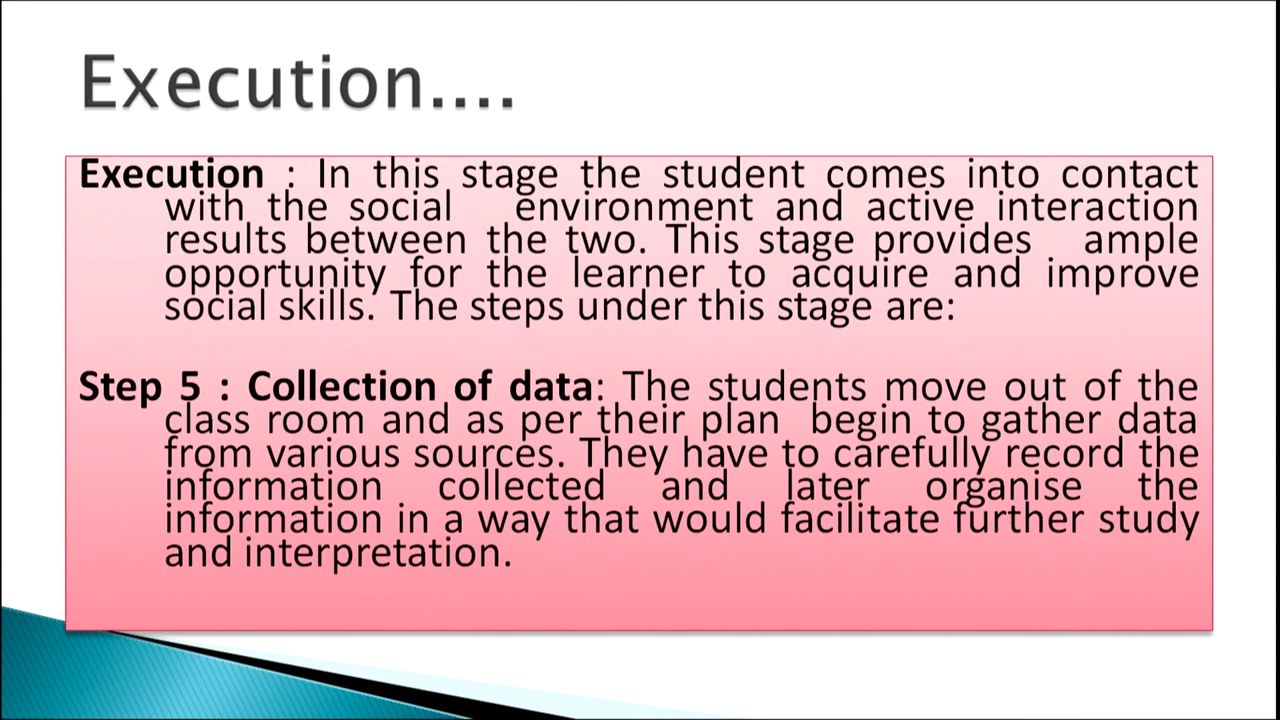 Execution....
Execution : In this stage the student comes into contact
with the social environment and active interaction
results between the two. This stage provides ample
opportunity for the learner to acquire and improve
social skills. The steps under this stage are:
Step 5 : Collection of data: The students move out of the
class room and as per their plan begin to gather data
from various sources. They have to carefully record the
information collected and later organise the
information in a way that would facilitate further study
and interpretation.